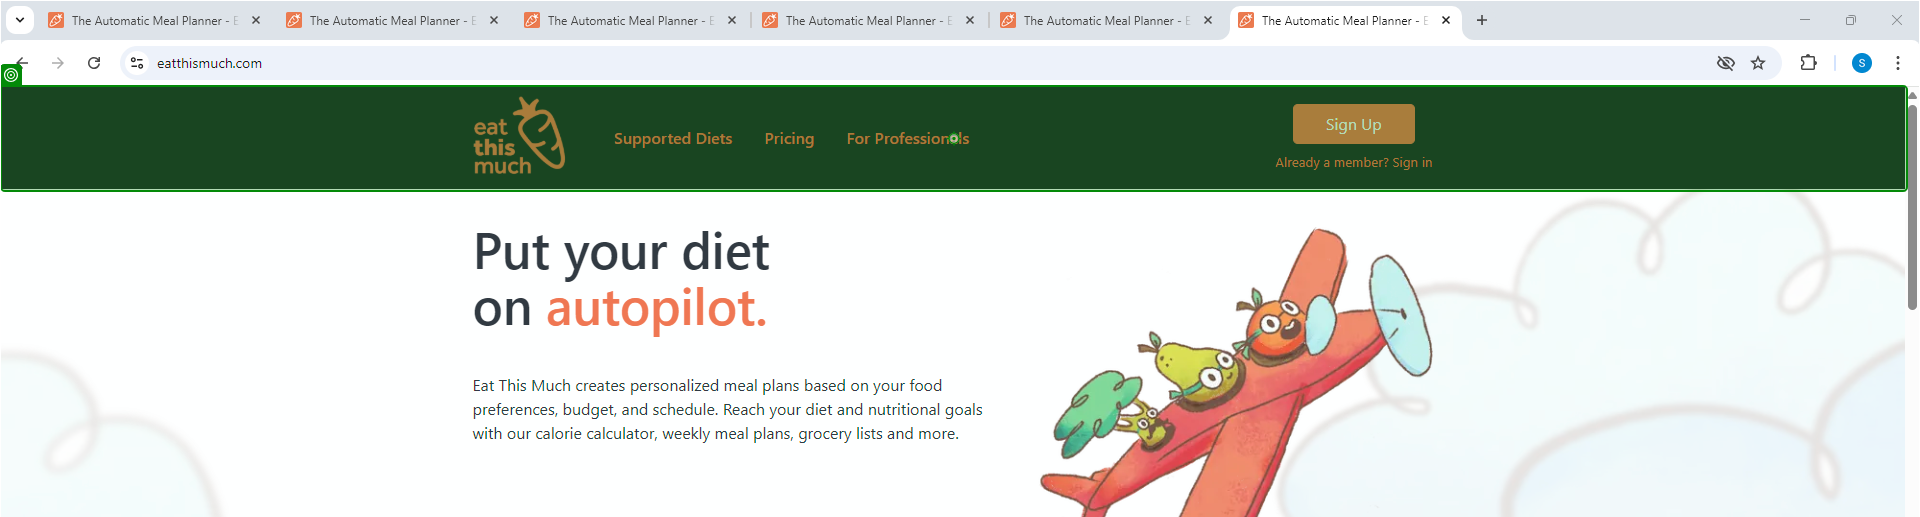 The Automatic Meal Planner - E
The Automatic Meal Planner - E
The Automatic Meal Planner - E
The Automatic Meal Planner - E
The Automatic Meal Planner - E
The Automatic Meal Planner - E
eatthismuch.com
S
eat
this
much
Supported Diets
Pricing
For Professionals
Sign Up
Already a member? Sign in
Put your diet
on autopilot.
Eat This Much creates personalized meal plans based on your food
preferences, budget, and schedule. Reach your diet and nutritional goals
with our calorie calculator, weekly meal plans, grocery lists and more.